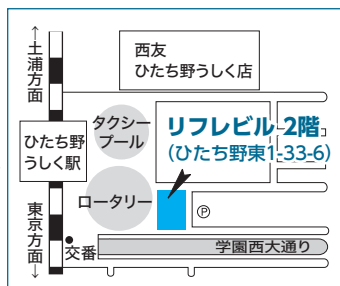 ↑土浦方面
西友
ひたち野うしく店
タクシー
プール
リフレビル 2階
(ひたち野東1-33-6)
ひたち野
うしく駅
ロータリー
Ⓟ
東京方面↓
交番
学園西大通り